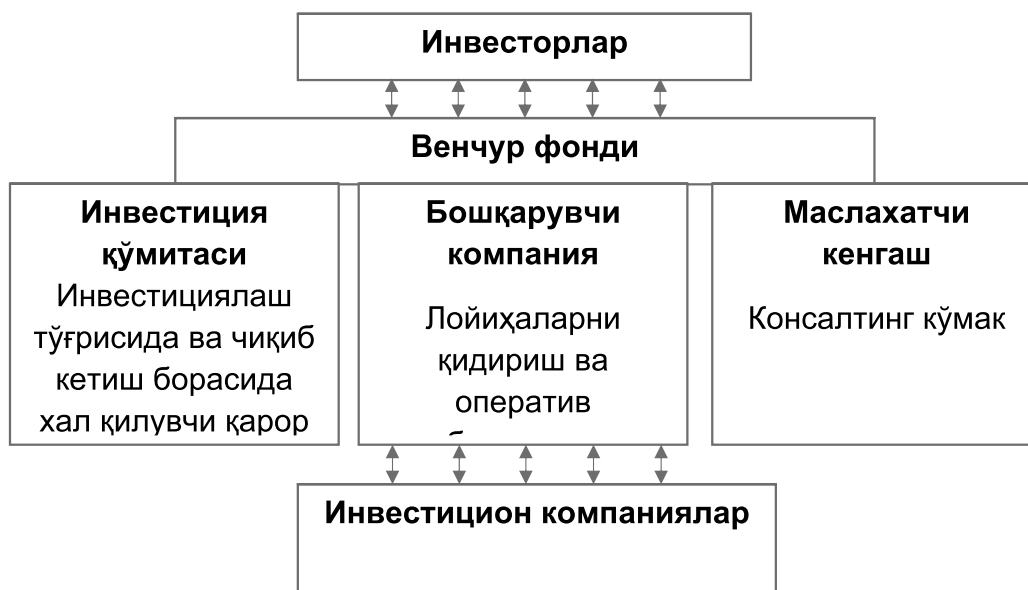 Инвесторлар
Венчур фонди
Инвестиция
қўмитаси
Инвестициялаш
тўғрисида ва чиқиб
кетиш борасида
хал қилувчи қарор
Бошқарувчи
компания
Лойиҳаларни
қидириш ва
оператив
Маслахатчи
кенгаш
Консалтинг кўмак
Инвестицион компаниялар